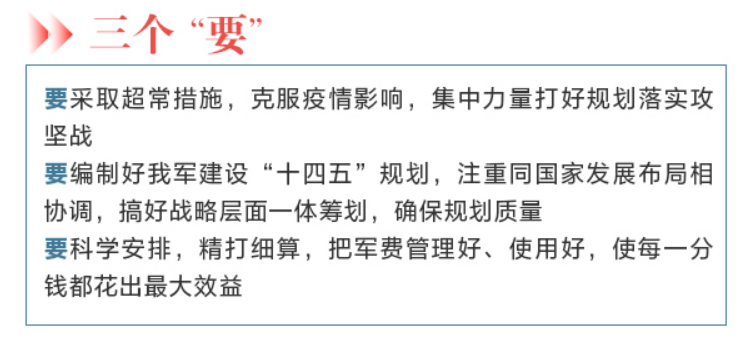 三个“要”
要采取超常措施，克服疫情影响，集中力量打好规划落实攻
坚战
要编制好我军建设“十四五”规划，注重同国家发展布局相
协调，搞好战略层面一体筹划，确保规划质量
要科学安排，精打细算，把军费管理好、使用好，使每一分
钱都花出最大效益